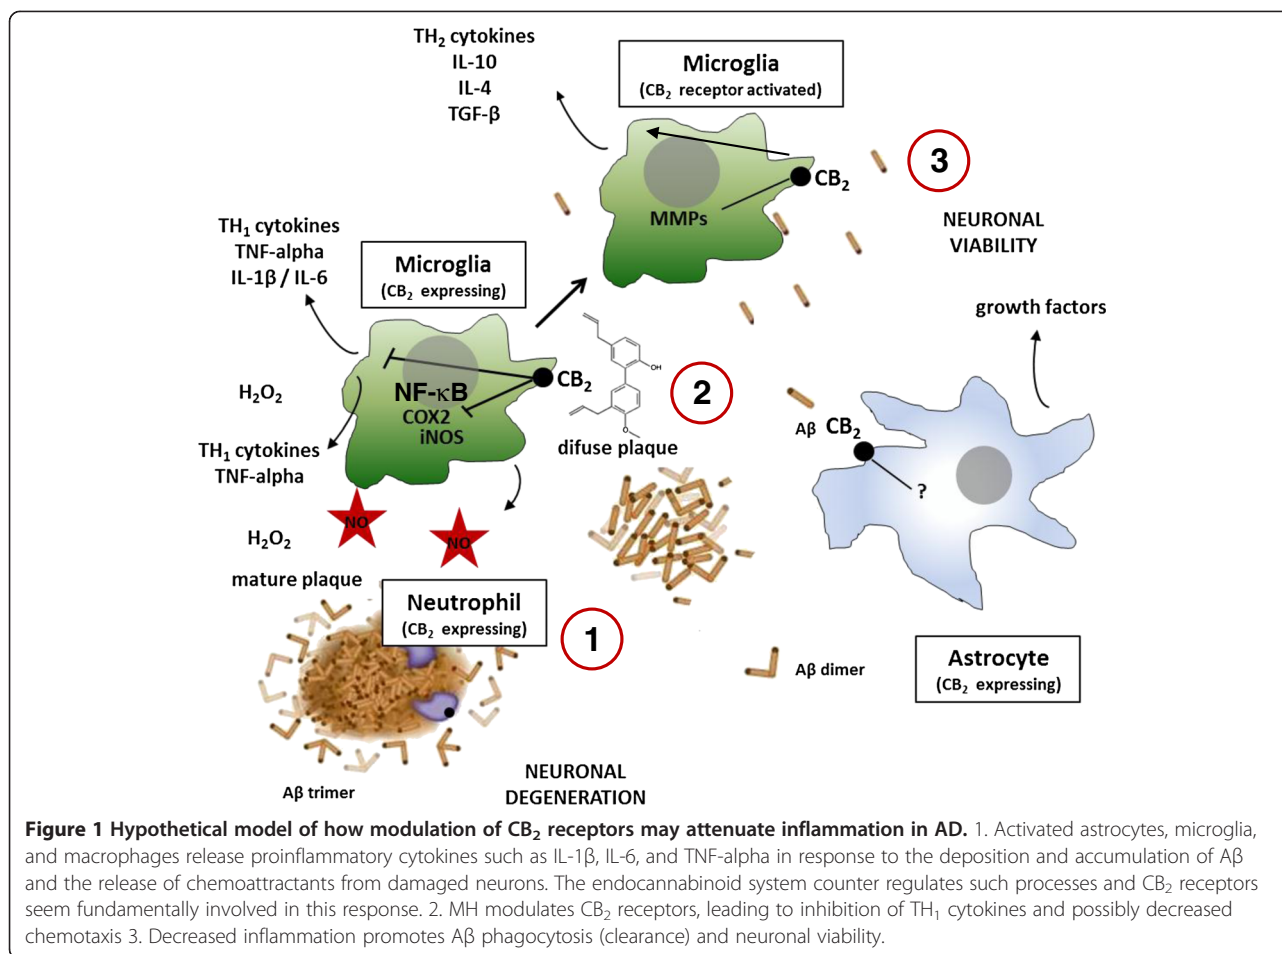 TH₂ cytokines
IL-10
IL-4
TGF-β
Microglia
(CB₂ receptor activated)
3
CB₂
MMPs
NEURONAL
VIABILITY
TH₁ cytokines
TNF-alpha
IL-1β / IL-6
Microglia
(CB₂ expressing)
growth factors
OH
CB₂
2
H₂O₂
NF-κB
COX2
iNOS
O
difuse plaque
Aβ CB₂
?
TH₁ cytokines
TNF-alpha
NO
NO
H₂O₂
mature plaque
Neutrophil
(CB₂ expressing)
1
Aβ dimer
Astrocyte
(CB₂ expressing)
Aβ trimer
NEURONAL
DEGENERATION
Figure 1 Hypothetical model of how modulation of CB₂ receptors may attenuate inflammation in AD. 1. Activated astrocytes, microglia,
and macrophages release proinflammatory cytokines such as IL-1β, IL-6, and TNF-alpha in response to the deposition and accumulation of Aβ
and the release of chemoattractants from damaged neurons. The endocannabinoid system counter regulates such processes and CB₂ receptors
seem fundamentally involved in this response. 2. MH modulates CB₂ receptors, leading to inhibition of TH₁ cytokines and possibly decreased
chemotaxis 3. Decreased inflammation promotes Aβ phagocytosis (clearance) and neuronal viability.